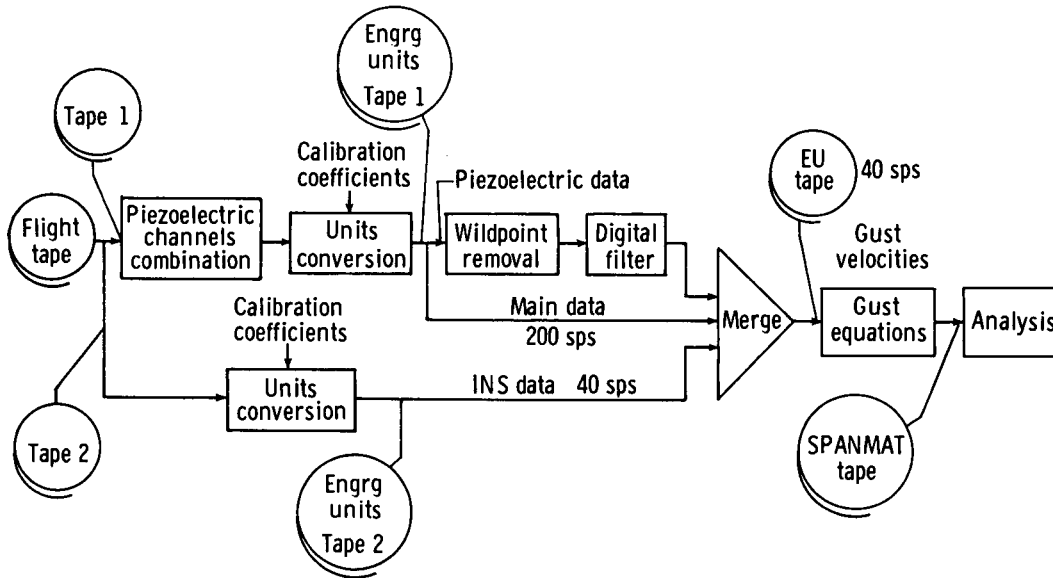 Engrg
units
Tape 1
Tape 1
EU
tape
40 sps
Calibration
coefficients
Piezoelectric data
Flight
tape
Piezoelectric
channels
combination
Units
conversion
Wildpoint
removal
Digital
filter
Gust
velocities
Main data
200 sps
Merge
Gust
equations
Analysis
Calibration
coefficients
Units
conversion
INS data 40 sps
Tape 2
SPANMAT
tape
Engrg
units
Tape 2